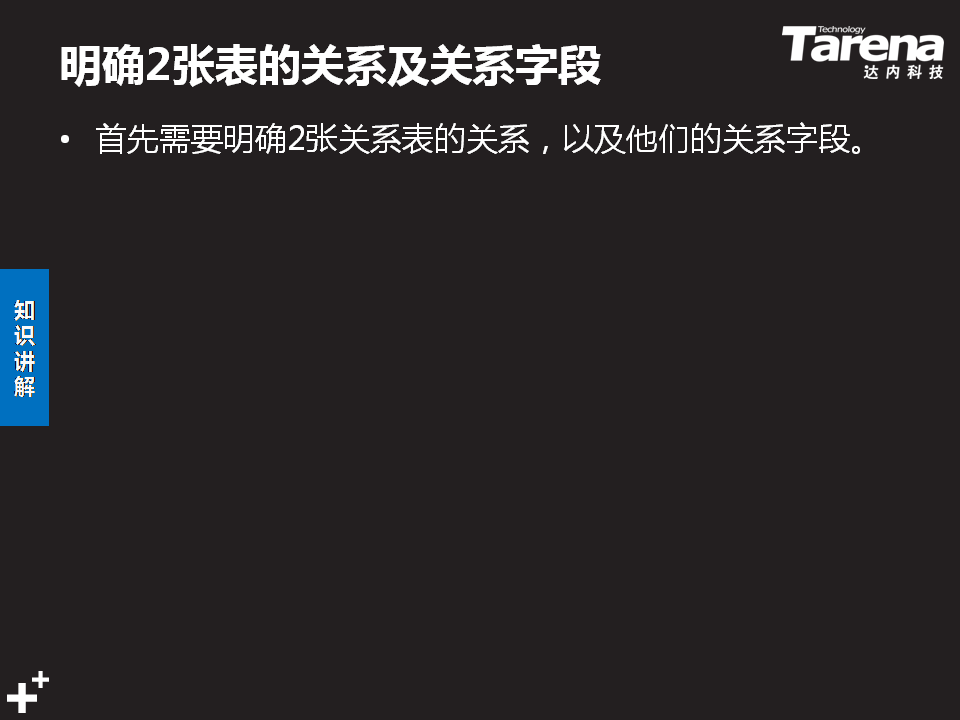 明确2张表的关系及关系字段
Technology
Tarena
达内科技
• 首先需要明确2张关系表的关系，以及他们的关系字段。
知
识
讲
解